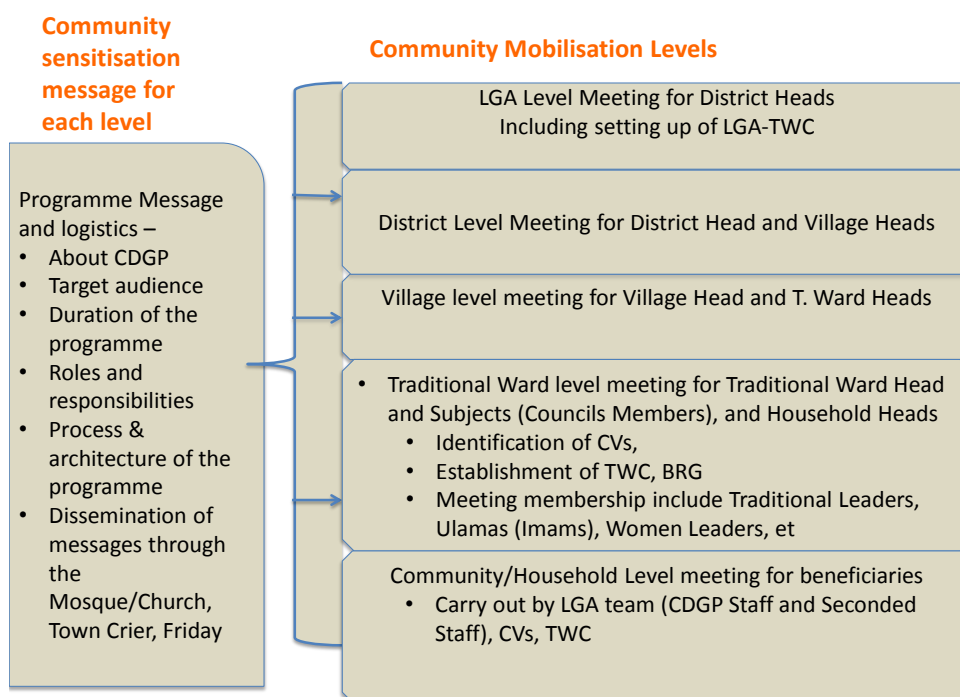 Community
sensitisation
message for
each level
Programme Message
and logistics –
• About CDGP
• Target audience
• Duration of the
programme
• Roles and
responsibilities
• Process &
architecture of the
programme
• Dissemination of
messages through
the
Mosque/Church,
Town Crier, Friday
Community Mobilisation Levels
LGA Level Meeting for District Heads
Including setting up of LGA-TWC
District Level Meeting for District Head and Village Heads
Village level meeting for Village Head and T. Ward Heads
• Traditional Ward level meeting for Traditional Ward Head
and Subjects (Councils Members), and Household Heads
• Identification of CVs,
• Establishment of TWC, BRG
• Meeting membership include Traditional Leaders,
Ulamas (Imams), Women Leaders, et
Community/Household Level meeting for beneficiaries
• Carry out by LGA team (CDGP Staff and Seconded
Staff), CVs, TWC